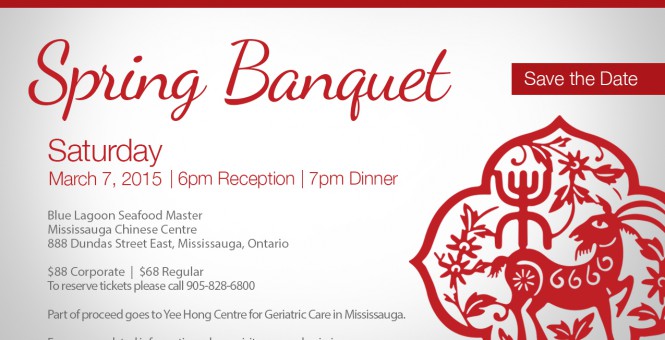 Spring Banquet
Save the Date
Saturday
March 7, 2015 | 6pm Reception | 7pm Dinner
Blue Lagoon Seafood Master
Mississauga Chinese Centre
888 Dundas Street East, Mississauga, Ontario
$88 Corporate | $68 Regular
To reserve tickets please call 905-828-6800
Part of proceed goes to Yee Hong Centre for Geriatric Care in Mississauga.